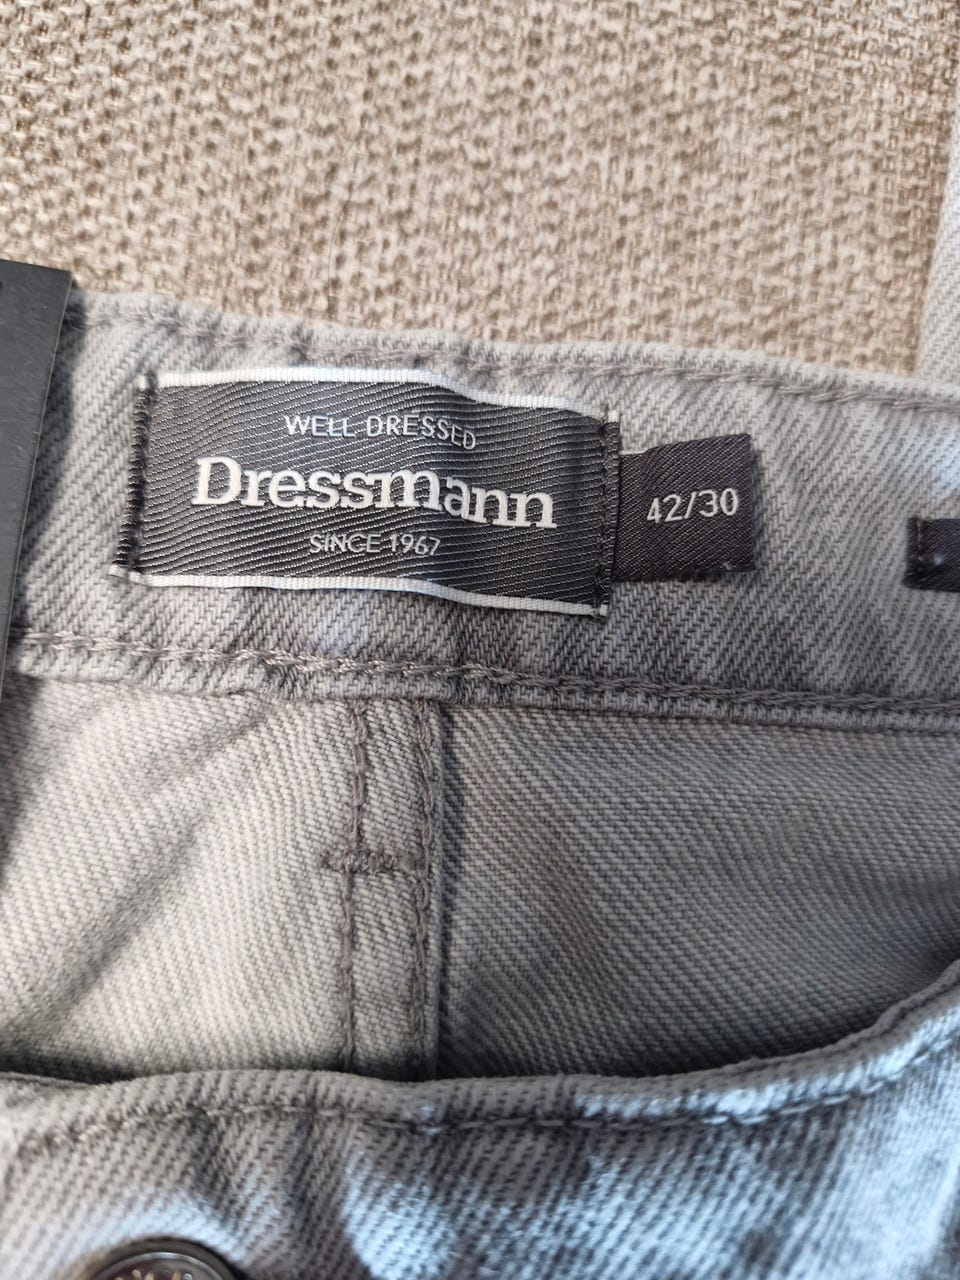 WELL DRESSED
Dressmann
SINCE 1967
42/30